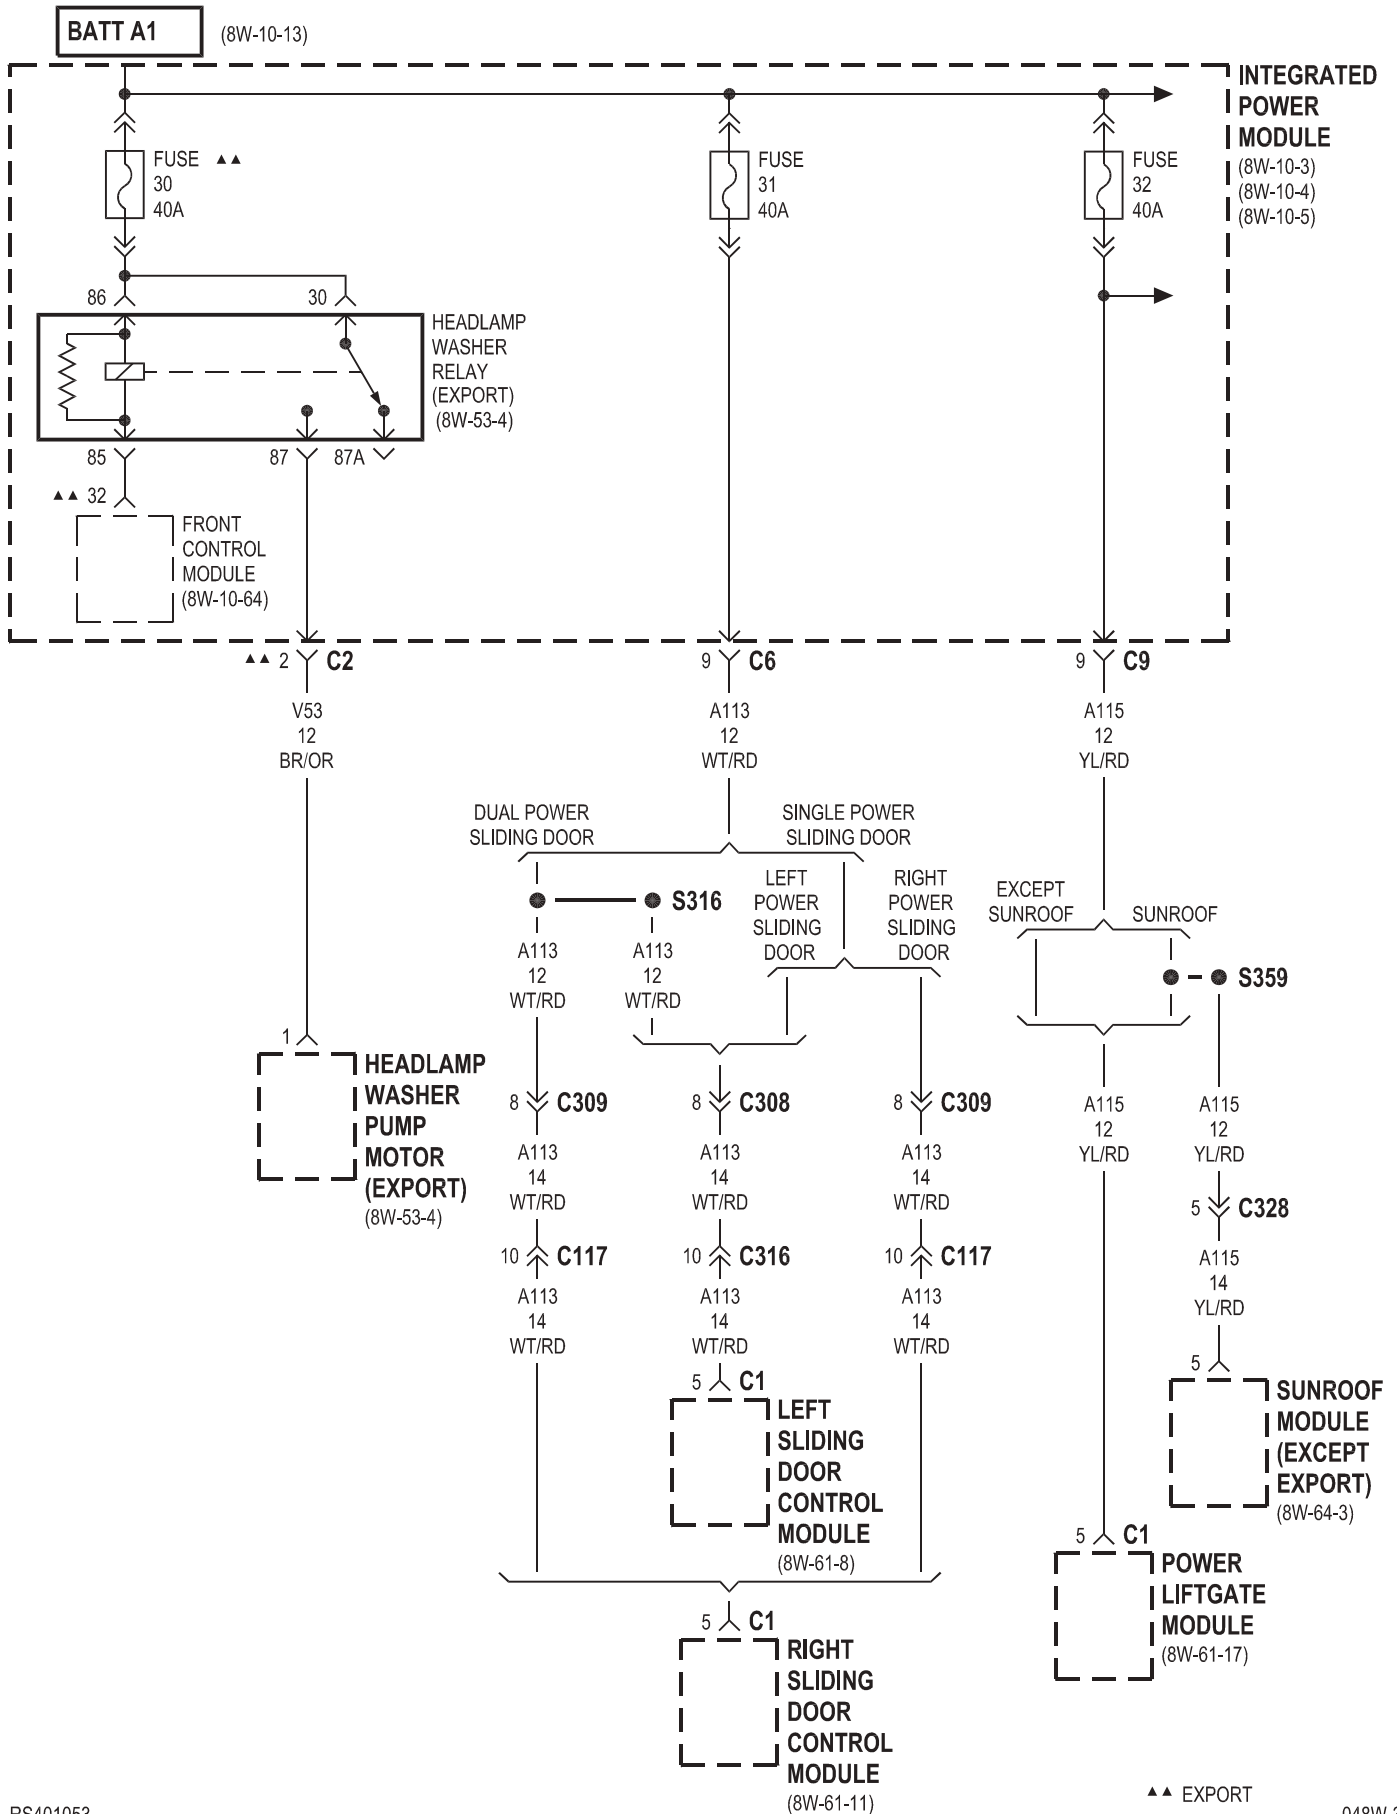 BATT A1 (8W-10-13)
INTEGRATED
POWER
MODULE
(8W-10-3)
(8W-10-4)
(8W-10-5)
FUSE ▲▲
30
40A
FUSE
31
40A
FUSE
32
40A
86
30
HEADLAMP
WASHER
RELAY
(EXPORT)
(8W-53-4)
85
87
87A
▲▲ 32
FRONT
CONTROL
MODULE
(8W-10-64)
▲▲ 2 C2
9 C6
9 C9
V53
12
BR/OR
A113
12
WT/RD
A115
12
YL/RD
DUAL POWER
SLIDING DOOR
SINGLE POWER
SLIDING DOOR
LEFT
POWER
SLIDING
DOOR
RIGHT
POWER
SLIDING
DOOR
EXCEPT
SUNROOF
SUNROOF
S316
A113
12
WT/RD
A113
12
WT/RD
S359
1
HEADLAMP
WASHER
PUMP
MOTOR
(EXPORT)
(8W-53-4)
8 C309
8 C308
8 C309
A113
14
WT/RD
A113
14
WT/RD
A113
14
WT/RD
A115
12
YL/RD
A115
12
YL/RD
10 C117
10 C316
10 C117
5 C328
A113
14
WT/RD
A113
14
WT/RD
A113
14
WT/RD
A115
14
YL/RD
5 C1
LEFT
SLIDING
DOOR
CONTROL
MODULE
(8W-61-8)
5
SUNROOF
MODULE
(EXCEPT
EXPORT)
(8W-64-3)
5 C1
POWER
LIFTGATE
MODULE
(8W-61-17)
5 C1
RIGHT
SLIDING
DOOR
CONTROL
MODULE
(8W-61-11)
▲▲ EXPORT
RS401053